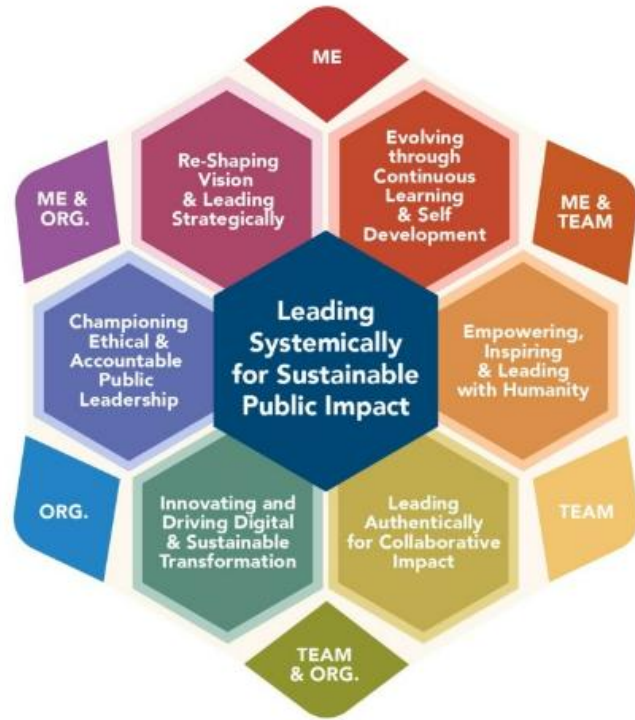 ME
Re-Shaping
Vision
& Leading
Strategically
Evolving
through
Continuous
Learning
& Self
Development
ME &
ORG.
ME &
TEAM
Championing
Ethical &
Accountable
Public
Leadership
Leading
Systemically
for Sustainable
Public Impact
Empowering,
Inspiring
& Leading
with Humanity
ORG.
Innovating and
Driving Digital
& Sustainable
Transformation
Leading
Authentically
for Collaborative
Impact
TEAM
TEAM
& ORG.